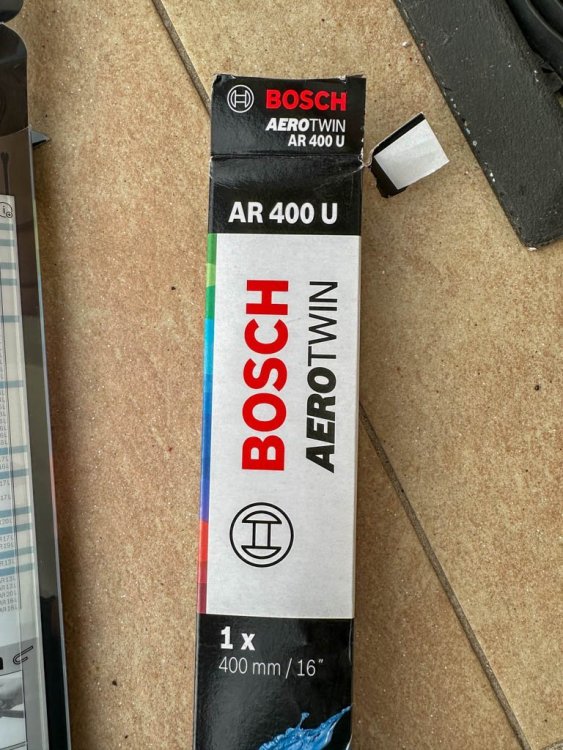 BOSCH
AEROTWIN
AR 400 U
AR 400 U
BOSCH
AEROTWIN
1 x
400 mm / 16"